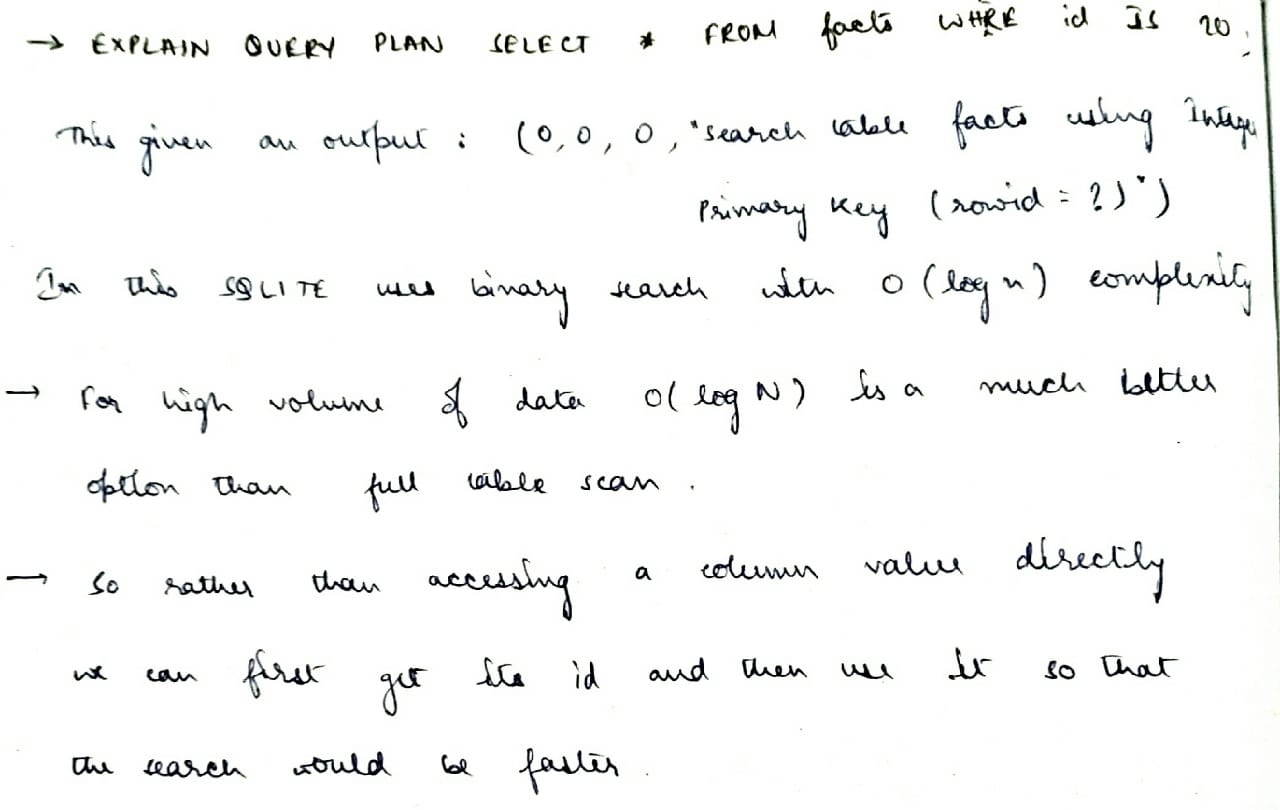 → EXPLAIN QUERY PLAN SELECT * FROM facts WHRE id IS 20;
This given an output : (0, 0, 0, "search table facts using Integer
Primary Key (rowid = ?)")
In this SQLITE uses binary search with O(log n) complexity
→ For high volume of data O(log N) is a much better
option than full table scan.
→ So rather than accessing a column value directly
we can first get its id and then use it so that
the search would be faster.